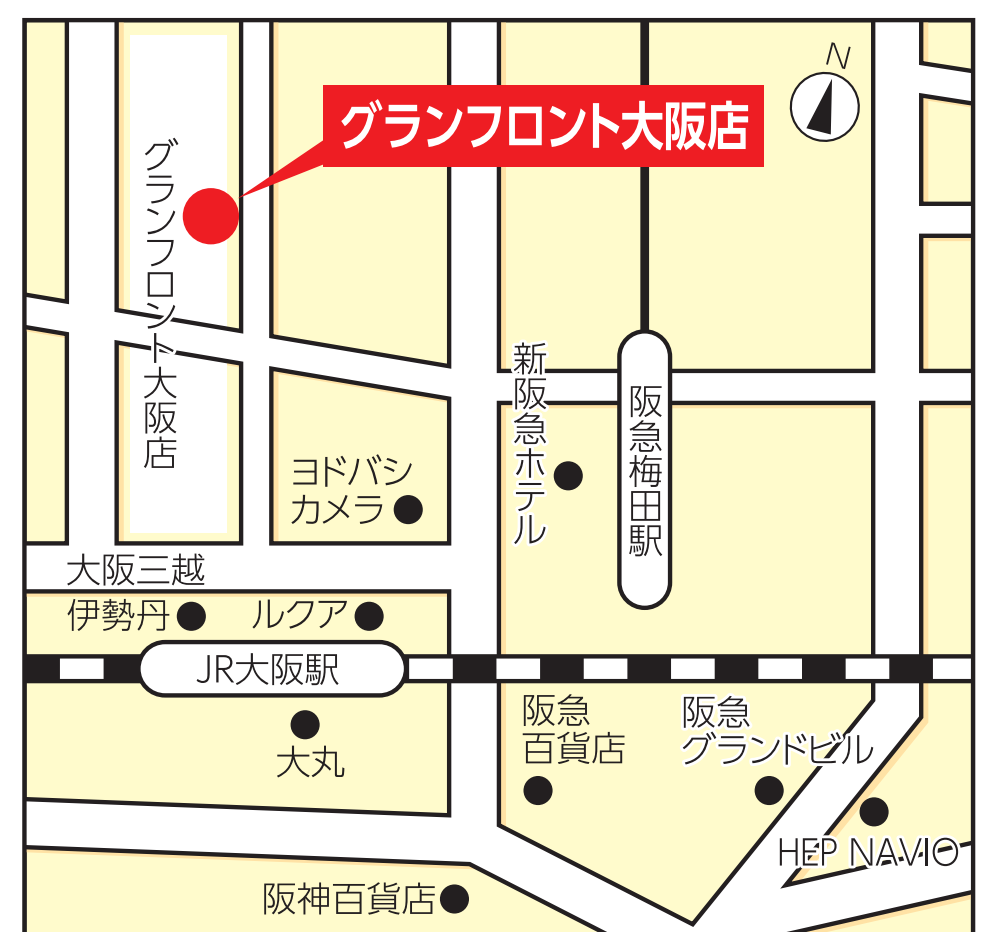 N
グランフロント大阪店
グランフロント大阪店
新阪急ホテル
阪急梅田駅
ヨドバシ
カメラ
大阪三越
伊勢丹
ルクア
JR大阪駅
大丸
阪急
百貨店
阪急
グランドビル
HEP NAVIO
阪神百貨店